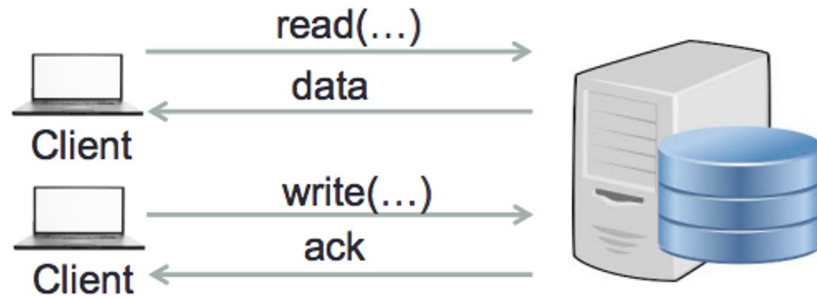 read(…)
data
Client
write(…)
ack
Client